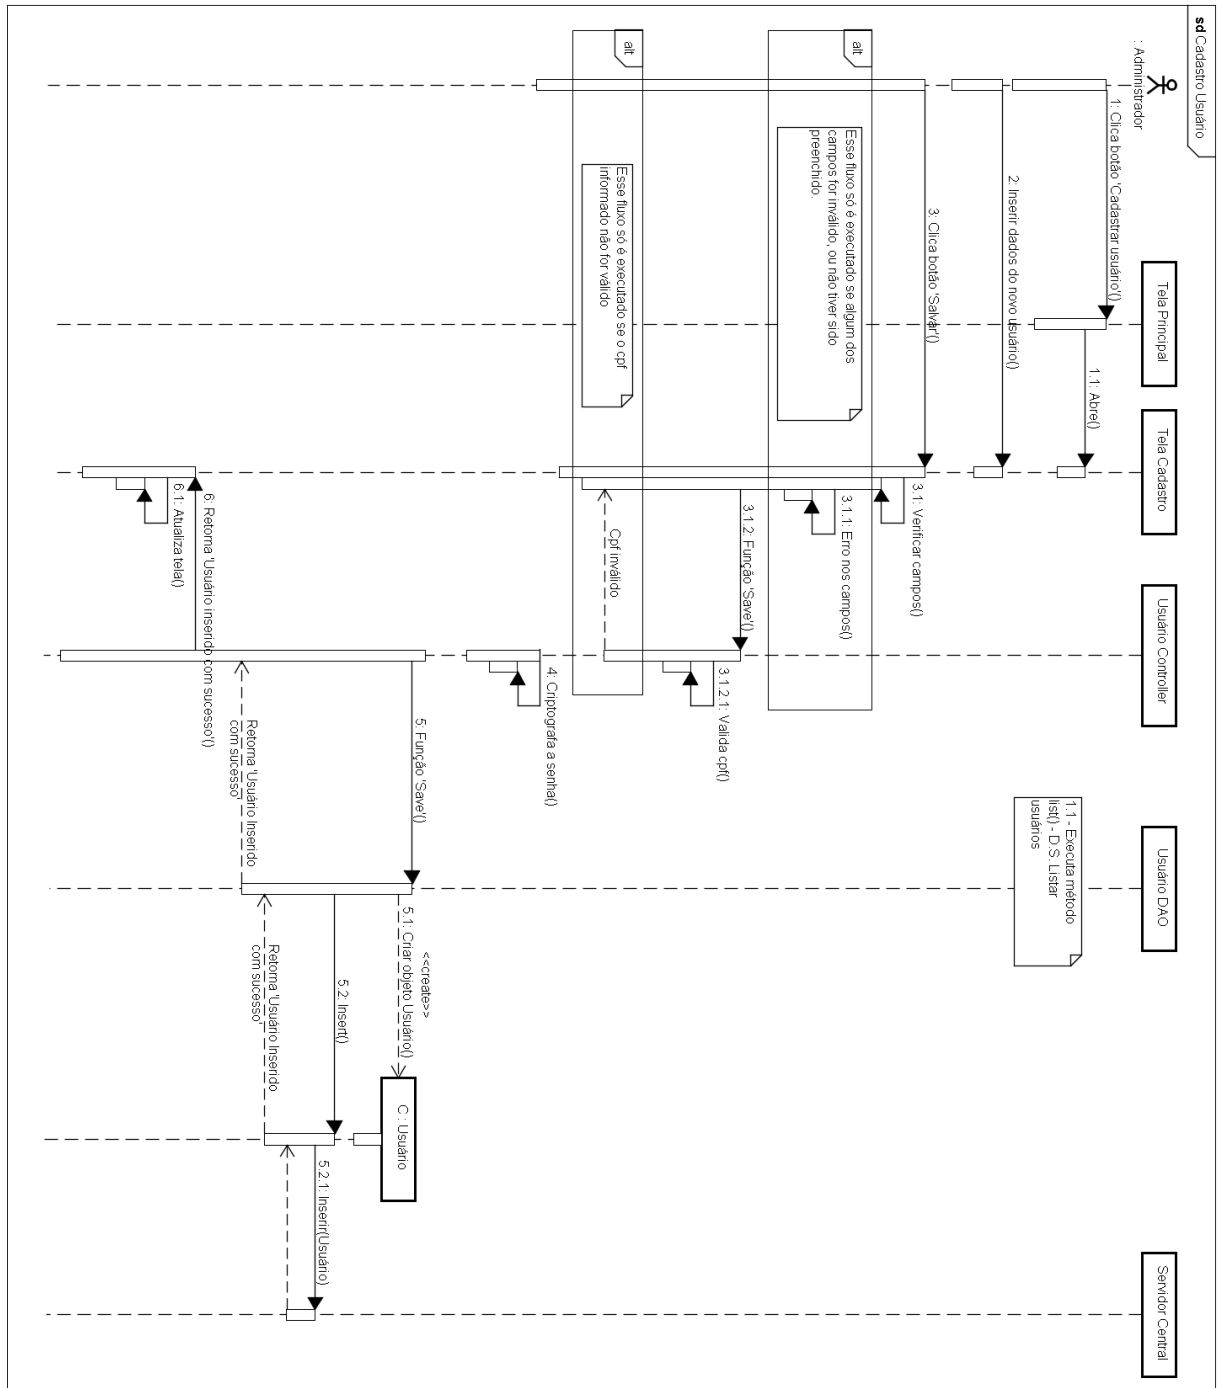 sd Cadastro Usuário
: Administrador
Tela Principal
Tela Cadastro
Usuário Controller
Usuário DAO
Servidor Central
1: Clica botão 'Cadastrar usuário'()
1.1: Abre()
1.1 - Executa método
list() - D.S. Listar
usuários
2: Inserir dados do novo usuário()
3: Clica botão 'Salvar'()
3.1: Verificar campos()
alt
Esse fluxo só é executado se algum dos
campos for inválido, ou não tiver sido
preenchido.
3.1.1: Erro nos campos()
3.1.2: Função 'Save'()
3.1.2.1: Valida cpf()
alt
Esse fluxo só é executado se o cpf
informado não for válido
Cpf inválido
4: Criptografa a senha()
5: Função 'Save'()
<<create>>
5.1: Criar objeto Usuário()
C : Usuário
5.2: Insert()
5.2.1: Inserir(Usuário)
Retorna 'Usuário Inserido
com sucesso'
Retorna 'Usuário Inserido
com sucesso'
6: Retorna 'Usuário inserido com sucesso'()
6.1: Atualiza tela()